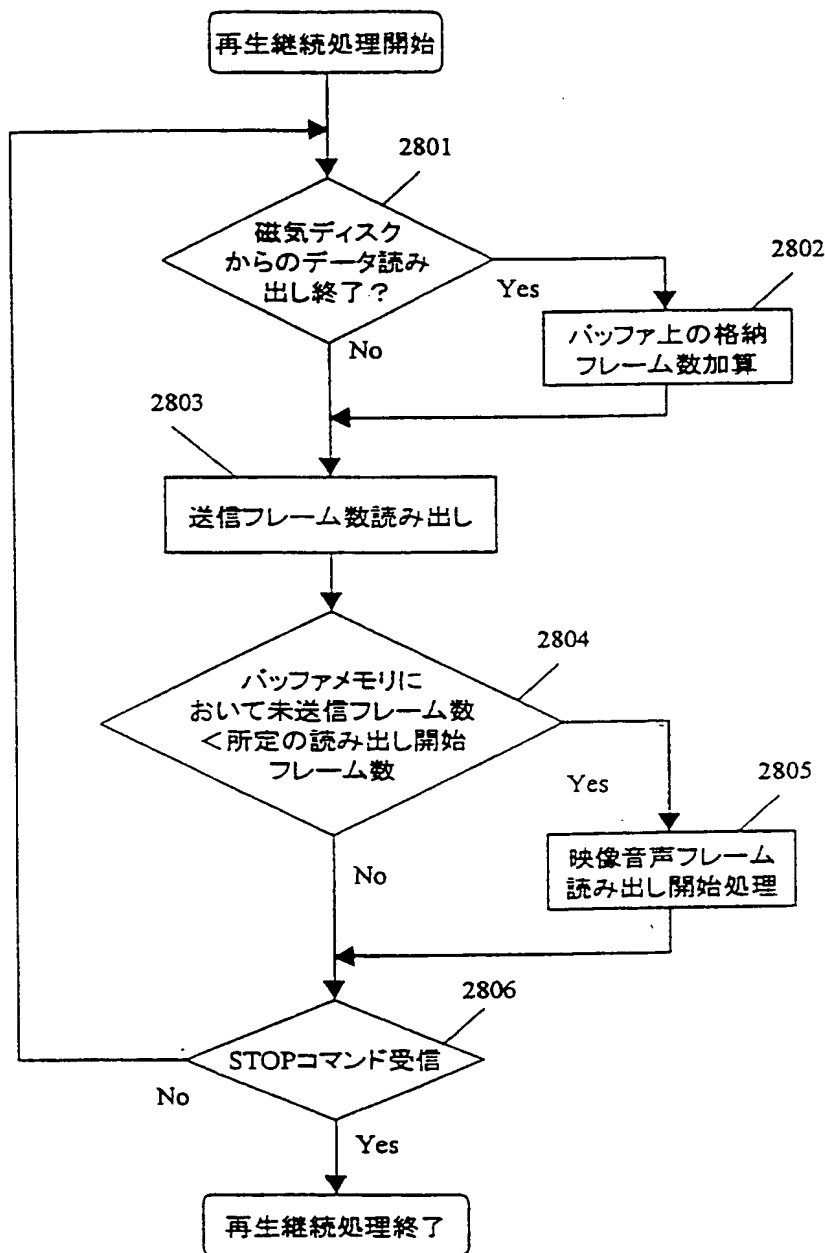 再生継続処理開始
2801
磁気ディスク
からのデータ読み
出し終了？
Yes
No
2802
バッファ上の格納
フレーム数加算
2803
送信フレーム数読み出し
2804
バッファメモリに
おいて未送信フレーム数
＜所定の読み出し開始
フレーム数
Yes
No
2805
映像音声フレーム
読み出し開始処理
2806
STOPコマンド受信
No
Yes
再生継続処理終了